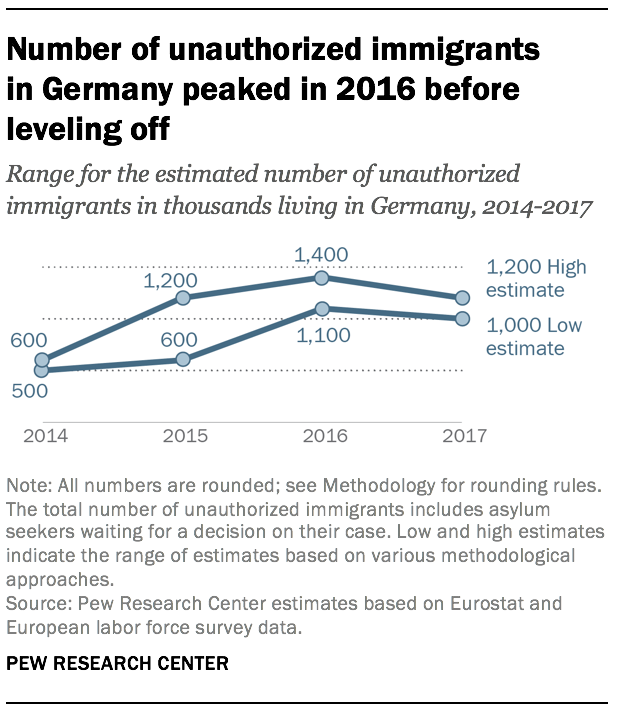 Number of unauthorized immigrants
in Germany peaked in 2016 before
leveling off
Range for the estimated number of unauthorized
immigrants in thousands living in Germany, 2014-2017
1,400
1,200
1,200 High
estimate
600
600
1,100
1,000 Low
estimate
500
2014
2015
2016
2017
Note: All numbers are rounded; see Methodology for rounding rules.
The total number of unauthorized immigrants includes asylum
seekers waiting for a decision on their case. Low and high estimates
indicate the range of estimates based on various methodological
approaches.
Source: Pew Research Center estimates based on Eurostat and
European labor force survey data.
PEW RESEARCH CENTER